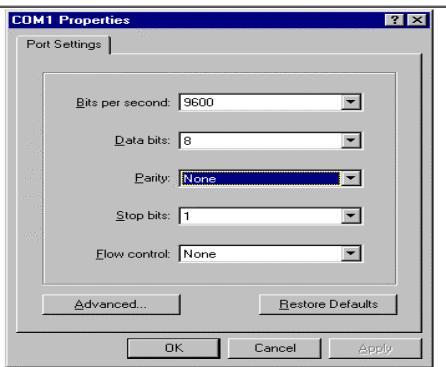 COM1 Properties
Port Settings
Bits per second: 9600
Data bits: 8
Parity: None
Stop bits: 1
Flow control: None
Advanced... Restore Defaults
OK Cancel Apply